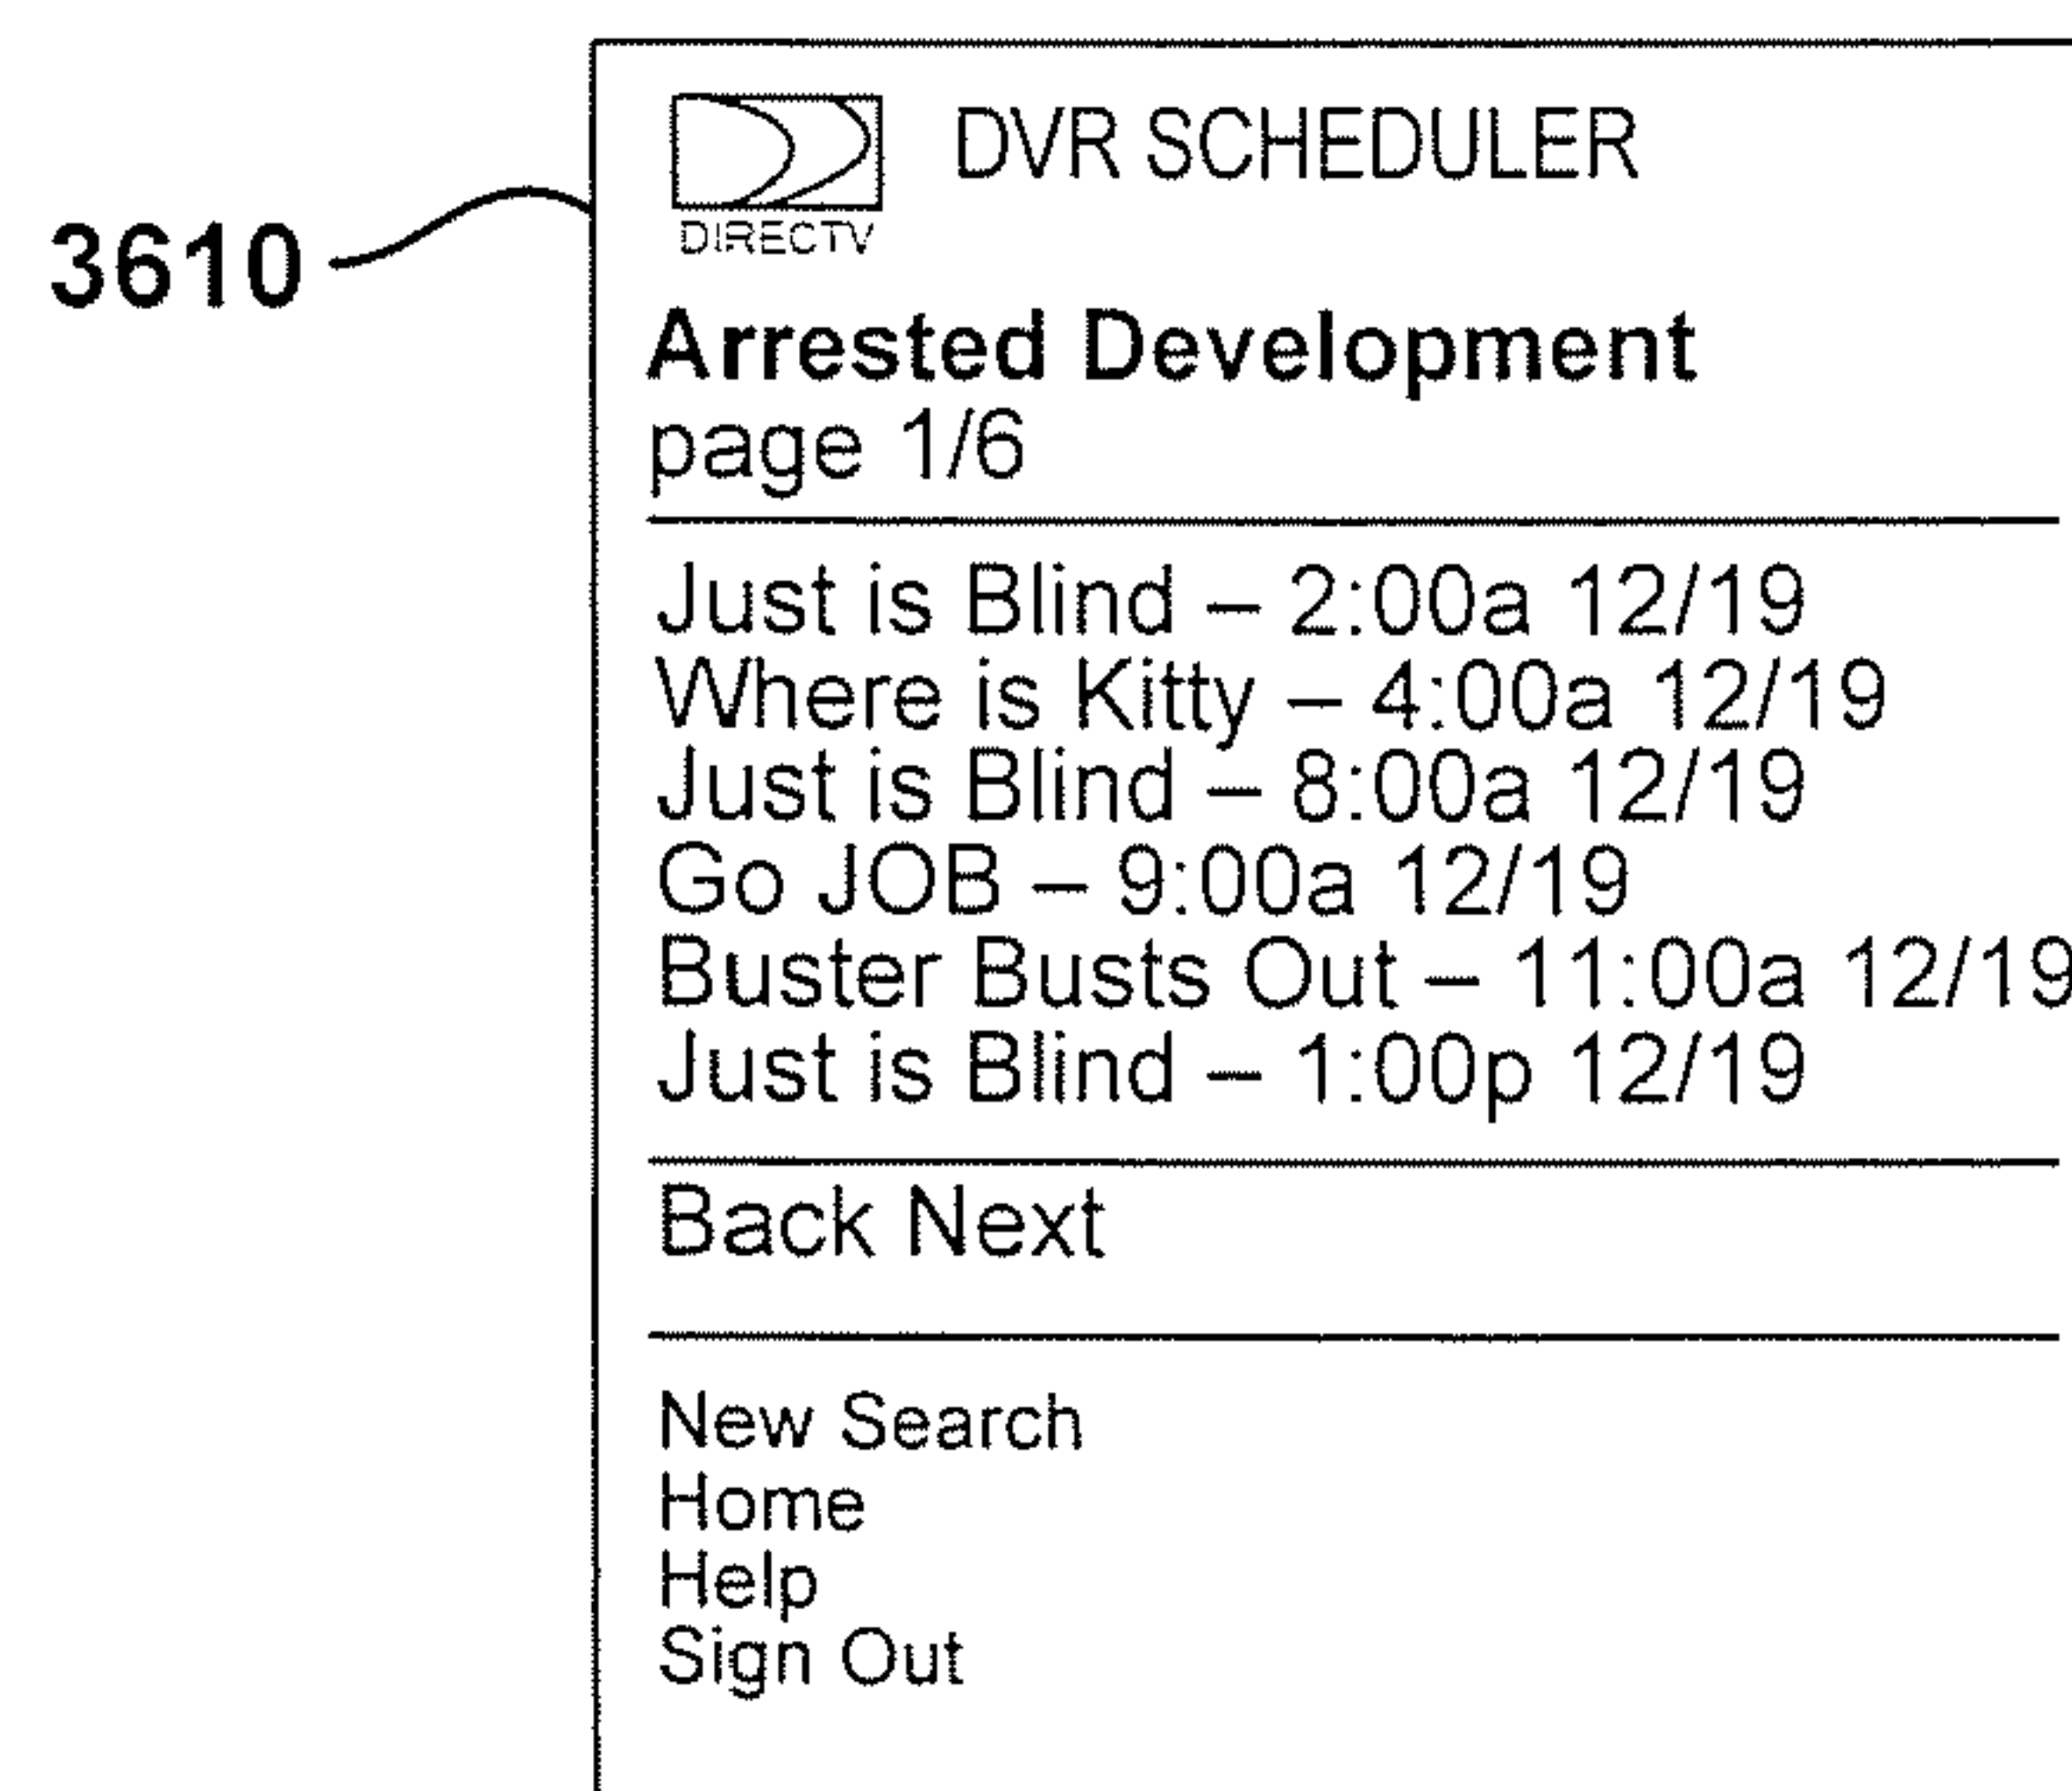 DVR SCHEDULER
DIRECTV
3610
Arrested Development
page 1/6
Just is Blind – 2:00a 12/19
Where is Kitty – 4:00a 12/19
Just is Blind – 8:00a 12/19
Go JOB – 9:00a 12/19
Buster Busts Out – 11:00a 12/19
Just is Blind – 1:00p 12/19
Back Next
New Search
Home
Help
Sign Out